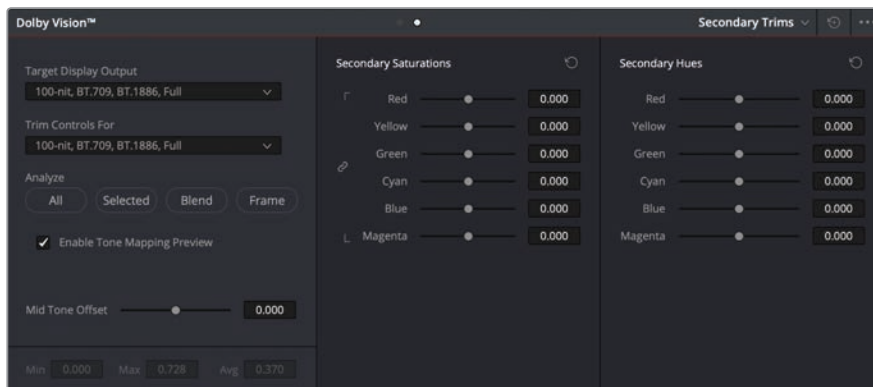 Dolby Vision™
Secondary Trims
Target Display Output
100-nit, BT.709, BT.1886, Full
Trim Controls For
100-nit, BT.709, BT.1886, Full
Analyze
All Selected Blend Frame
Enable Tone Mapping Preview
Mid Tone Offset 0.000
Min 0.000 Max 0.728 Avg 0.370
Secondary Saturations
Red 0.000
Yellow 0.000
Green 0.000
Cyan 0.000
Blue 0.000
Magenta 0.000
Secondary Hues
Red 0.000
Yellow 0.000
Green 0.000
Cyan 0.000
Blue 0.000
Magenta 0.000